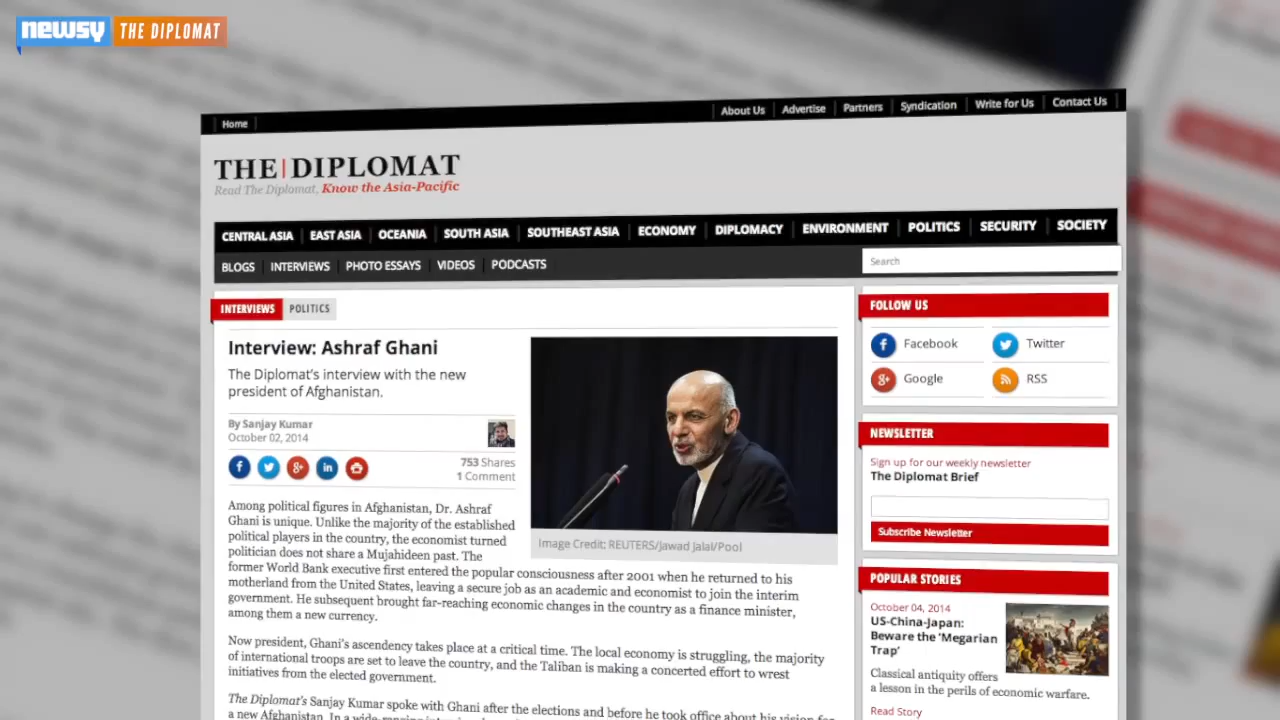 newsy THE DIPLOMAT
Home About Us Advertise Partners Syndication Write for Us Contact Us
THE|DIPLOMAT
Read The Diplomat, Know the Asia-Pacific
CENTRAL ASIA EAST ASIA OCEANIA SOUTH ASIA SOUTHEAST ASIA ECONOMY DIPLOMACY ENVIRONMENT POLITICS SECURITY SOCIETY
BLOGS INTERVIEWS PHOTO ESSAYS VIDEOS PODCASTS Search
INTERVIEWS POLITICS
Interview: Ashraf Ghani
The Diplomat's interview with the new
president of Afghanistan.
By Sanjay Kumar
October 02, 2014
753 Shares
1 Comment
Image Credit: REUTERS/Jawad Jalal/Pool
Among political figures in Afghanistan, Dr. Ashraf
Ghani is unique. Unlike the majority of the established
political players in the country, the economist turned
politician does not share a Mujahideen past. The
former World Bank executive first entered the popular consciousness after 2001 when he returned to his
motherland from the United States, leaving a secure job as an academic and economist to join the interim
government. He subsequent brought far-reaching economic changes in the country as a finance minister,
among them a new currency.
Now president, Ghani's ascendency takes place at a critical time. The local economy is struggling, the majority
of international troops are set to leave the country, and the Taliban is making a concerted effort to wrest
initiatives from the elected government.
The Diplomat's Sanjay Kumar spoke with Ghani after the elections and before he took office about his vision for
a new Afghanistan. In a wide-ranging
FOLLOW US
Facebook Twitter
Google RSS
NEWSLETTER
Sign up for our weekly newsletter
The Diplomat Brief
Subscribe Newsletter
POPULAR STORIES
October 04, 2014
US-China-Japan:
Beware the 'Megarian
Trap'
Classical antiquity offers
a lesson in the perils of economic warfare.
Read Story